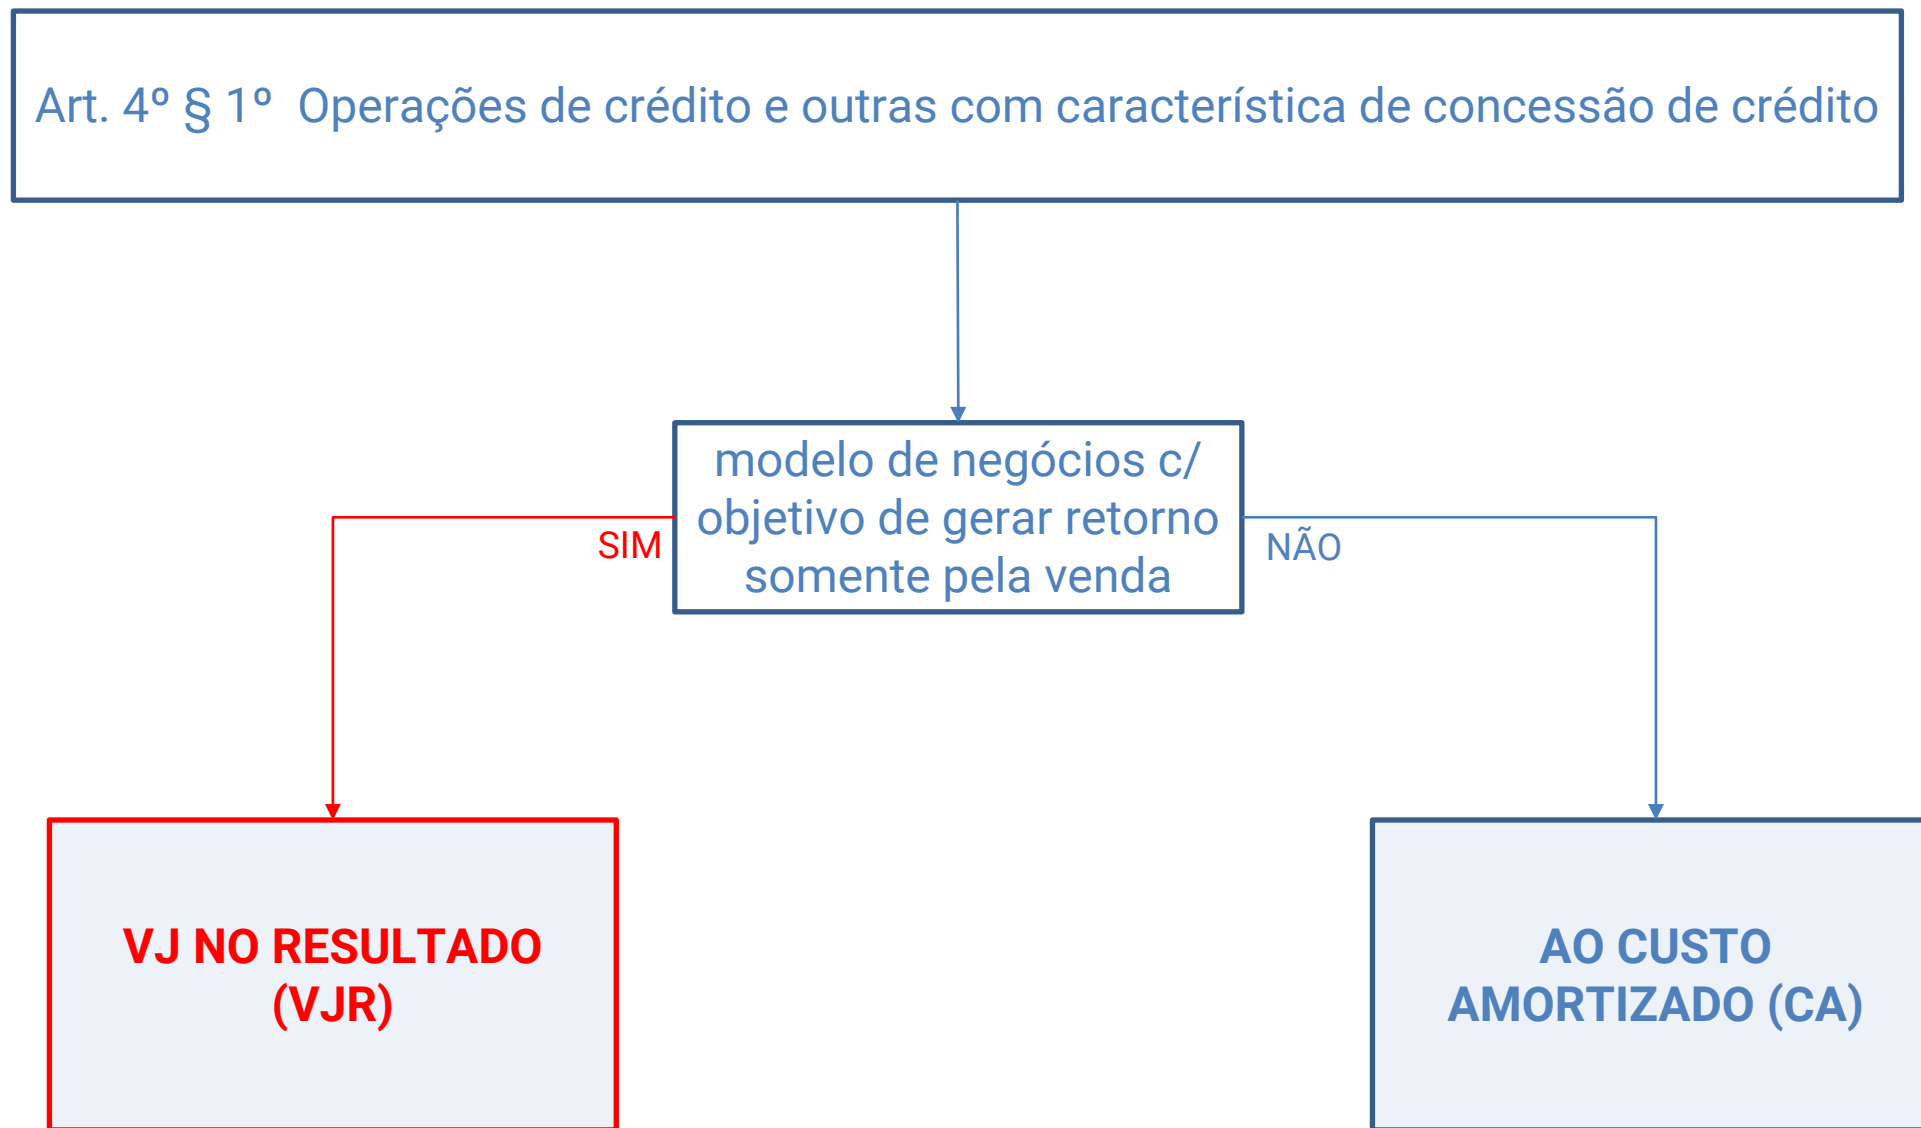 Art. 4º § 1º Operações de crédito e outras com característica de concessão de crédito
modelo de negócios c/
objetivo de gerar retorno
somente pela venda
SIM
NÃO
VJ NO RESULTADO
(VJR)
AO CUSTO
AMORTIZADO (CA)